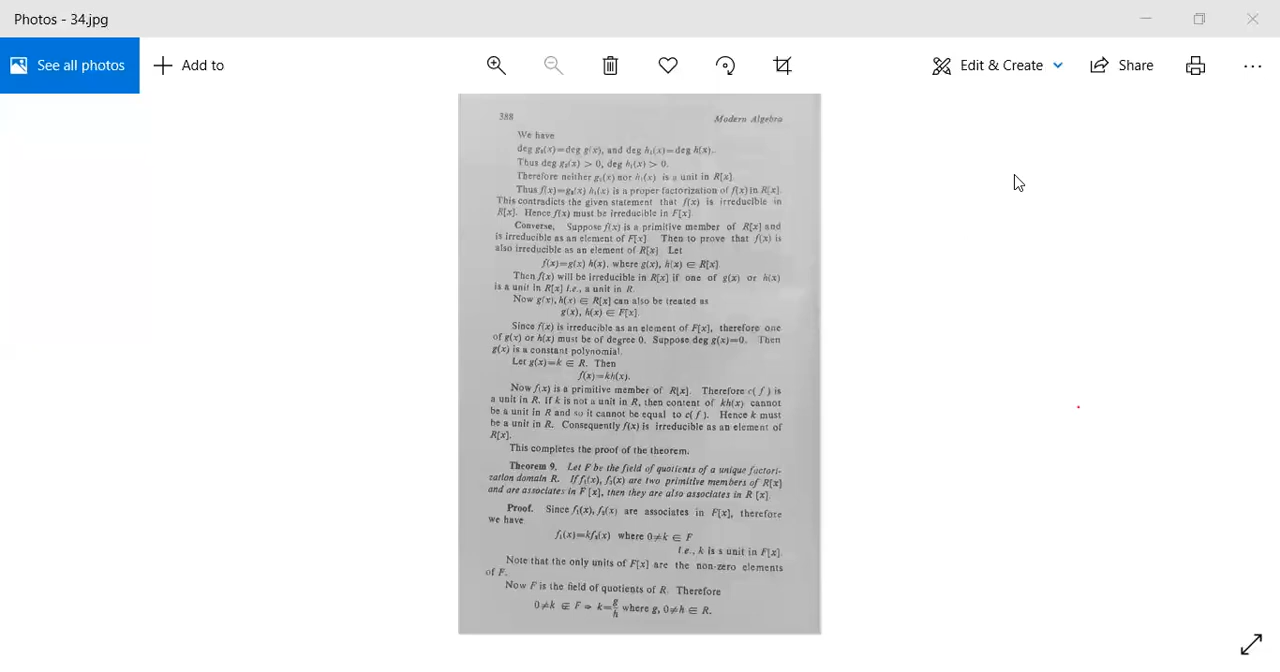 Photos - 34.jpg
See all photos
Add to
Edit & Create
Share
388
Modern Algebra
We have
deg g₁(x)=deg g(x), and deg h₁(x)=deg h(x).
Thus deg g₂(x) > 0, deg h₁(x) > 0.
Therefore neither g₁(x) nor h₁(x) is a unit in R[x].
Thus f(x)=g₂(x) h₁(x) is a proper factorization of f(x) in R[x].
This contradicts the given statement that f(x) is irreducible in
R[x]. Hence f(x) must be irreducible in F[x].
Converse. Suppose f(x) is a primitive member of R[x] and
is irreducible as an element of F[x]. Then to prove that f(x) is
also irreducible as an element of R[x]. Let
f(x)=g(x) h(x), where g(x), h(x) ∈ R[x].
Then f(x) will be irreducible in R[x] if one of g(x) or h(x)
is a unit in R[x] i.e., a unit in R.
Now g(x), h(x) ∈ R[x] can also be treated as
g(x), h(x) ∈ F[x].
Since f(x) is irreducible as an element of F[x], therefore one
of g(x) or h(x) must be of degree 0. Suppose deg g(x)=0. Then
g(x) is a constant polynomial.
Let g(x)=k ∈ R. Then
f(x)=kh(x).
Now f(x) is a primitive member of R[x]. Therefore c(f) is
a unit in R. If k is not a unit in R, then content of kh(x) cannot
be a unit in R and so it cannot be equal to c(f). Hence k must
be a unit in R. Consequently f(x) is irreducible as an element of
R[x].
This completes the proof of the theorem.
Theorem 9. Let F be the field of quotients of a unique factori-
zation domain R. If f₁(x), f₂(x) are two primitive members of R[x]
and are associates in F [x], then they are also associates in R [x].
Proof. Since f₁(x), f₂(x) are associates in F[x], therefore
we have
f₁(x)=kf₂(x) where 0≠k ∈ F
i.e., k is a unit in F[x].
Note that the only units of F[x] are the non-zero elements
of F.
Now F is the field of quotients of R. Therefore
0≠k ∈ F ⇒ k=g/h where g, 0≠h ∈ R.